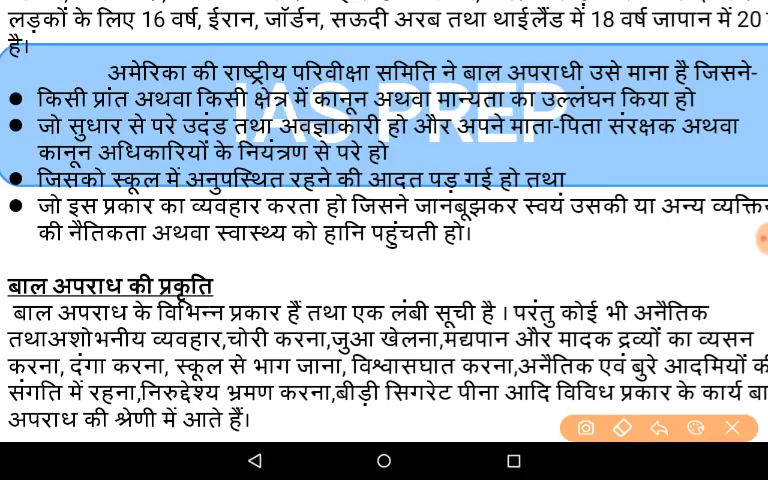 लड़कों के लिए 16 वर्ष, ईरान, जॉर्डन, सऊदी अरब तथा थाईलैंड में 18 वर्ष जापान में 20
है।
अमेरिका की राष्ट्रीय परिवीक्षा समिति ने बाल अपराधी उसे माना है जिसने-
● किसी प्रांत अथवा किसी क्षेत्र में कानून अथवा मान्यता का उल्लंघन किया हो
● जो सुधार से परे उदंड तथा अवज्ञाकारी हो और अपने माता-पिता संरक्षक अथवा
कानून अधिकारियों के नियंत्रण से परे हो
● जिसको स्कूल में अनुपस्थित रहने की आदत पड़ गई हो तथा
● जो इस प्रकार का व्यवहार करता हो जिसने जानबूझकर स्वयं उसकी या अन्य
की नैतिकता अथवा स्वास्थ्य को हानि पहुंचती हो।
IAS PREP
बाल अपराध की प्रकृति
बाल अपराध के विभिन्न प्रकार हैं तथा एक लंबी सूची है । परंतु कोई भी अनैतिक
तथाअशोभनीय व्यवहार,चोरी करना,जुआ खेलना,मद्यपान और मादक द्रव्यों का व्यसन
करना, दंगा करना, स्कूल से भाग जाना, विश्वासघात करना,अनैतिक एवं बुरे आदमियों
संगति में रहना,निरुद्देश्य भ्रमण करना,बीड़ी सिगरेट पीना आदि विविध प्रकार के कार्य
अपराध की श्रेणी में आते हैं।